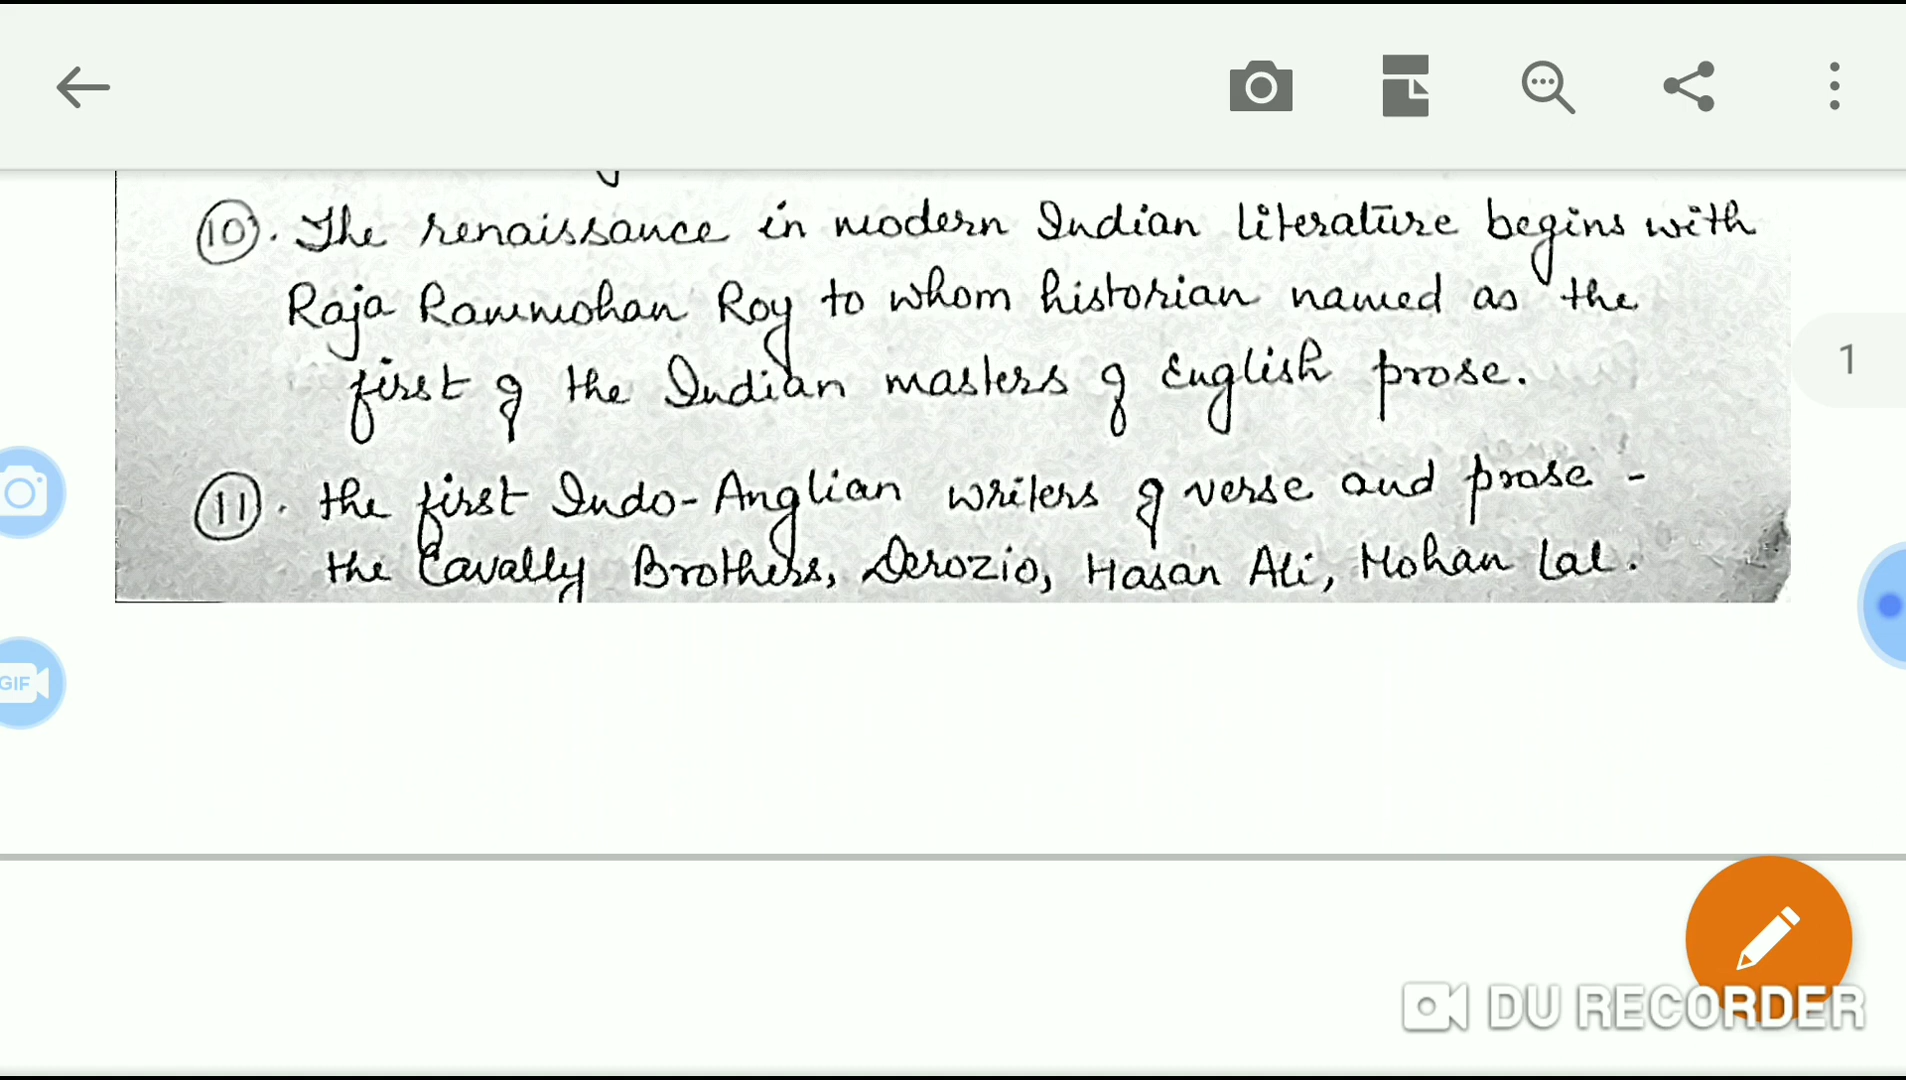 10. The renaissance in modern Indian literature begins with
Raja Rammohan Roy to whom historian named as the
first of the Indian masters of English prose.
11. the first Indo-Anglian writers of verse and prose -
the Cavally Brothers, Derozio, Hasan Ali, Mohan Lal.
1
GIF
DU RECORDER